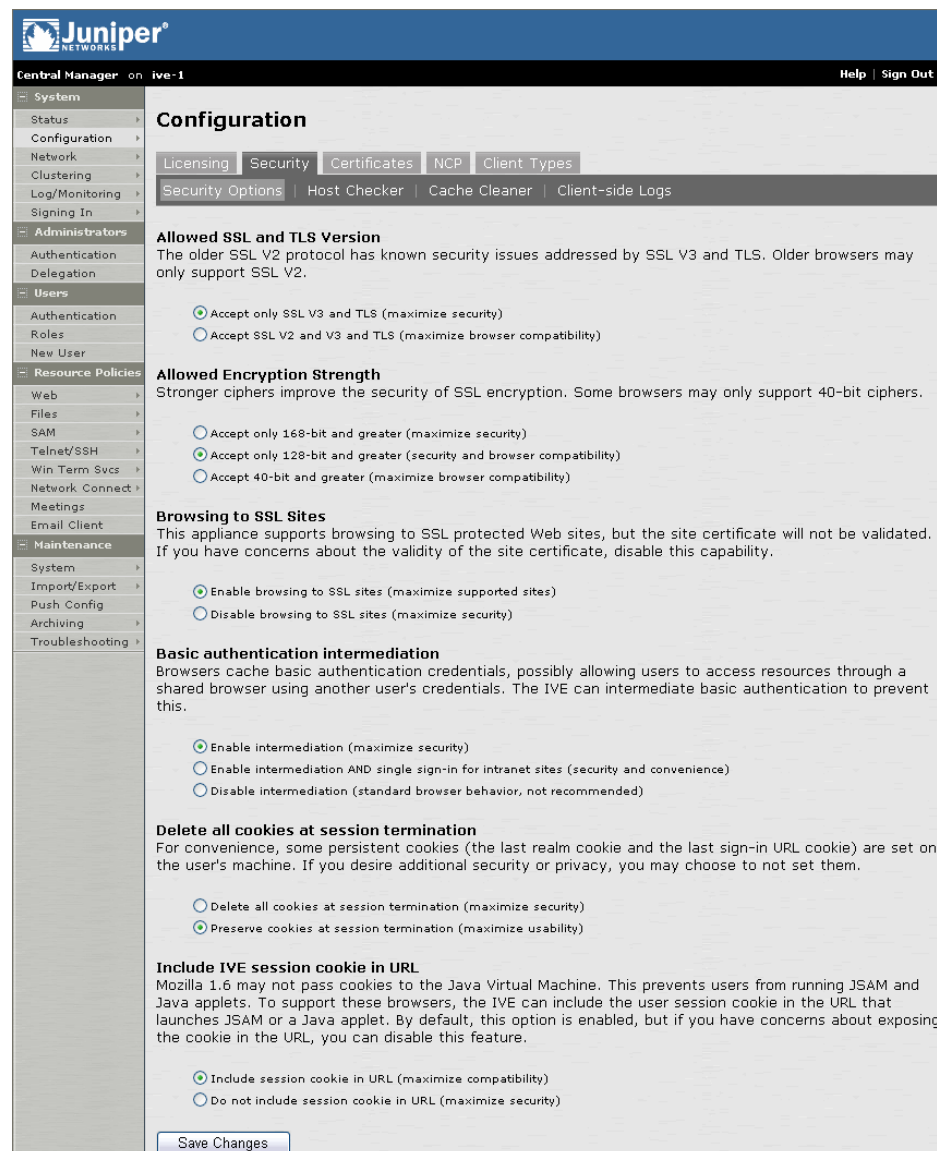 Juniper®
NETWORKS
Central Manager on ive-1
Help | Sign Out
System
Status
Configuration
Network
Clustering
Log/Monitoring
Signing In
Administrators
Authentication
Delegation
Users
Authentication
Roles
New User
Resource Policies
Web
Files
SAM
Telnet/SSH
Win Term Svcs
Network Connect
Meetings
Email Client
Maintenance
System
Import/Export
Push Config
Archiving
Troubleshooting
Configuration
Licensing Security Certificates NCP Client Types
Security Options | Host Checker | Cache Cleaner | Client-side Logs
Allowed SSL and TLS Version
The older SSL V2 protocol has known security issues addressed by SSL V3 and TLS. Older browsers may
only support SSL V2.
Accept only SSL V3 and TLS (maximize security)
Accept SSL V2 and V3 and TLS (maximize browser compatibility)
Allowed Encryption Strength
Stronger ciphers improve the security of SSL encryption. Some browsers may only support 40-bit ciphers.
Accept only 168-bit and greater (maximize security)
Accept only 128-bit and greater (security and browser compatibility)
Accept 40-bit and greater (maximize browser compatibility)
Browsing to SSL Sites
This appliance supports browsing to SSL protected Web sites, but the site certificate will not be validated.
If you have concerns about the validity of the site certificate, disable this capability.
Enable browsing to SSL sites (maximize supported sites)
Disable browsing to SSL sites (maximize security)
Basic authentication intermediation
Browsers cache basic authentication credentials, possibly allowing users to access resources through a
shared browser using another user's credentials. The IVE can intermediate basic authentication to prevent
this.
Enable intermediation (maximize security)
Enable intermediation AND single sign-in for intranet sites (security and convenience)
Disable intermediation (standard browser behavior, not recommended)
Delete all cookies at session termination
For convenience, some persistent cookies (the last realm cookie and the last sign-in URL cookie) are set on
the user's machine. If you desire additional security or privacy, you may choose to not set them.
Delete all cookies at session termination (maximize security)
Preserve cookies at session termination (maximize usability)
Include IVE session cookie in URL
Mozilla 1.6 may not pass cookies to the Java Virtual Machine. This prevents users from running JSAM and
Java applets. To support these browsers, the IVE can include the user session cookie in the URL that
launches JSAM or a Java applet. By default, this option is enabled, but if you have concerns about exposing
the cookie in the URL, you can disable this feature.
Include session cookie in URL (maximize compatibility)
Do not include session cookie in URL (maximize security)
Save Changes